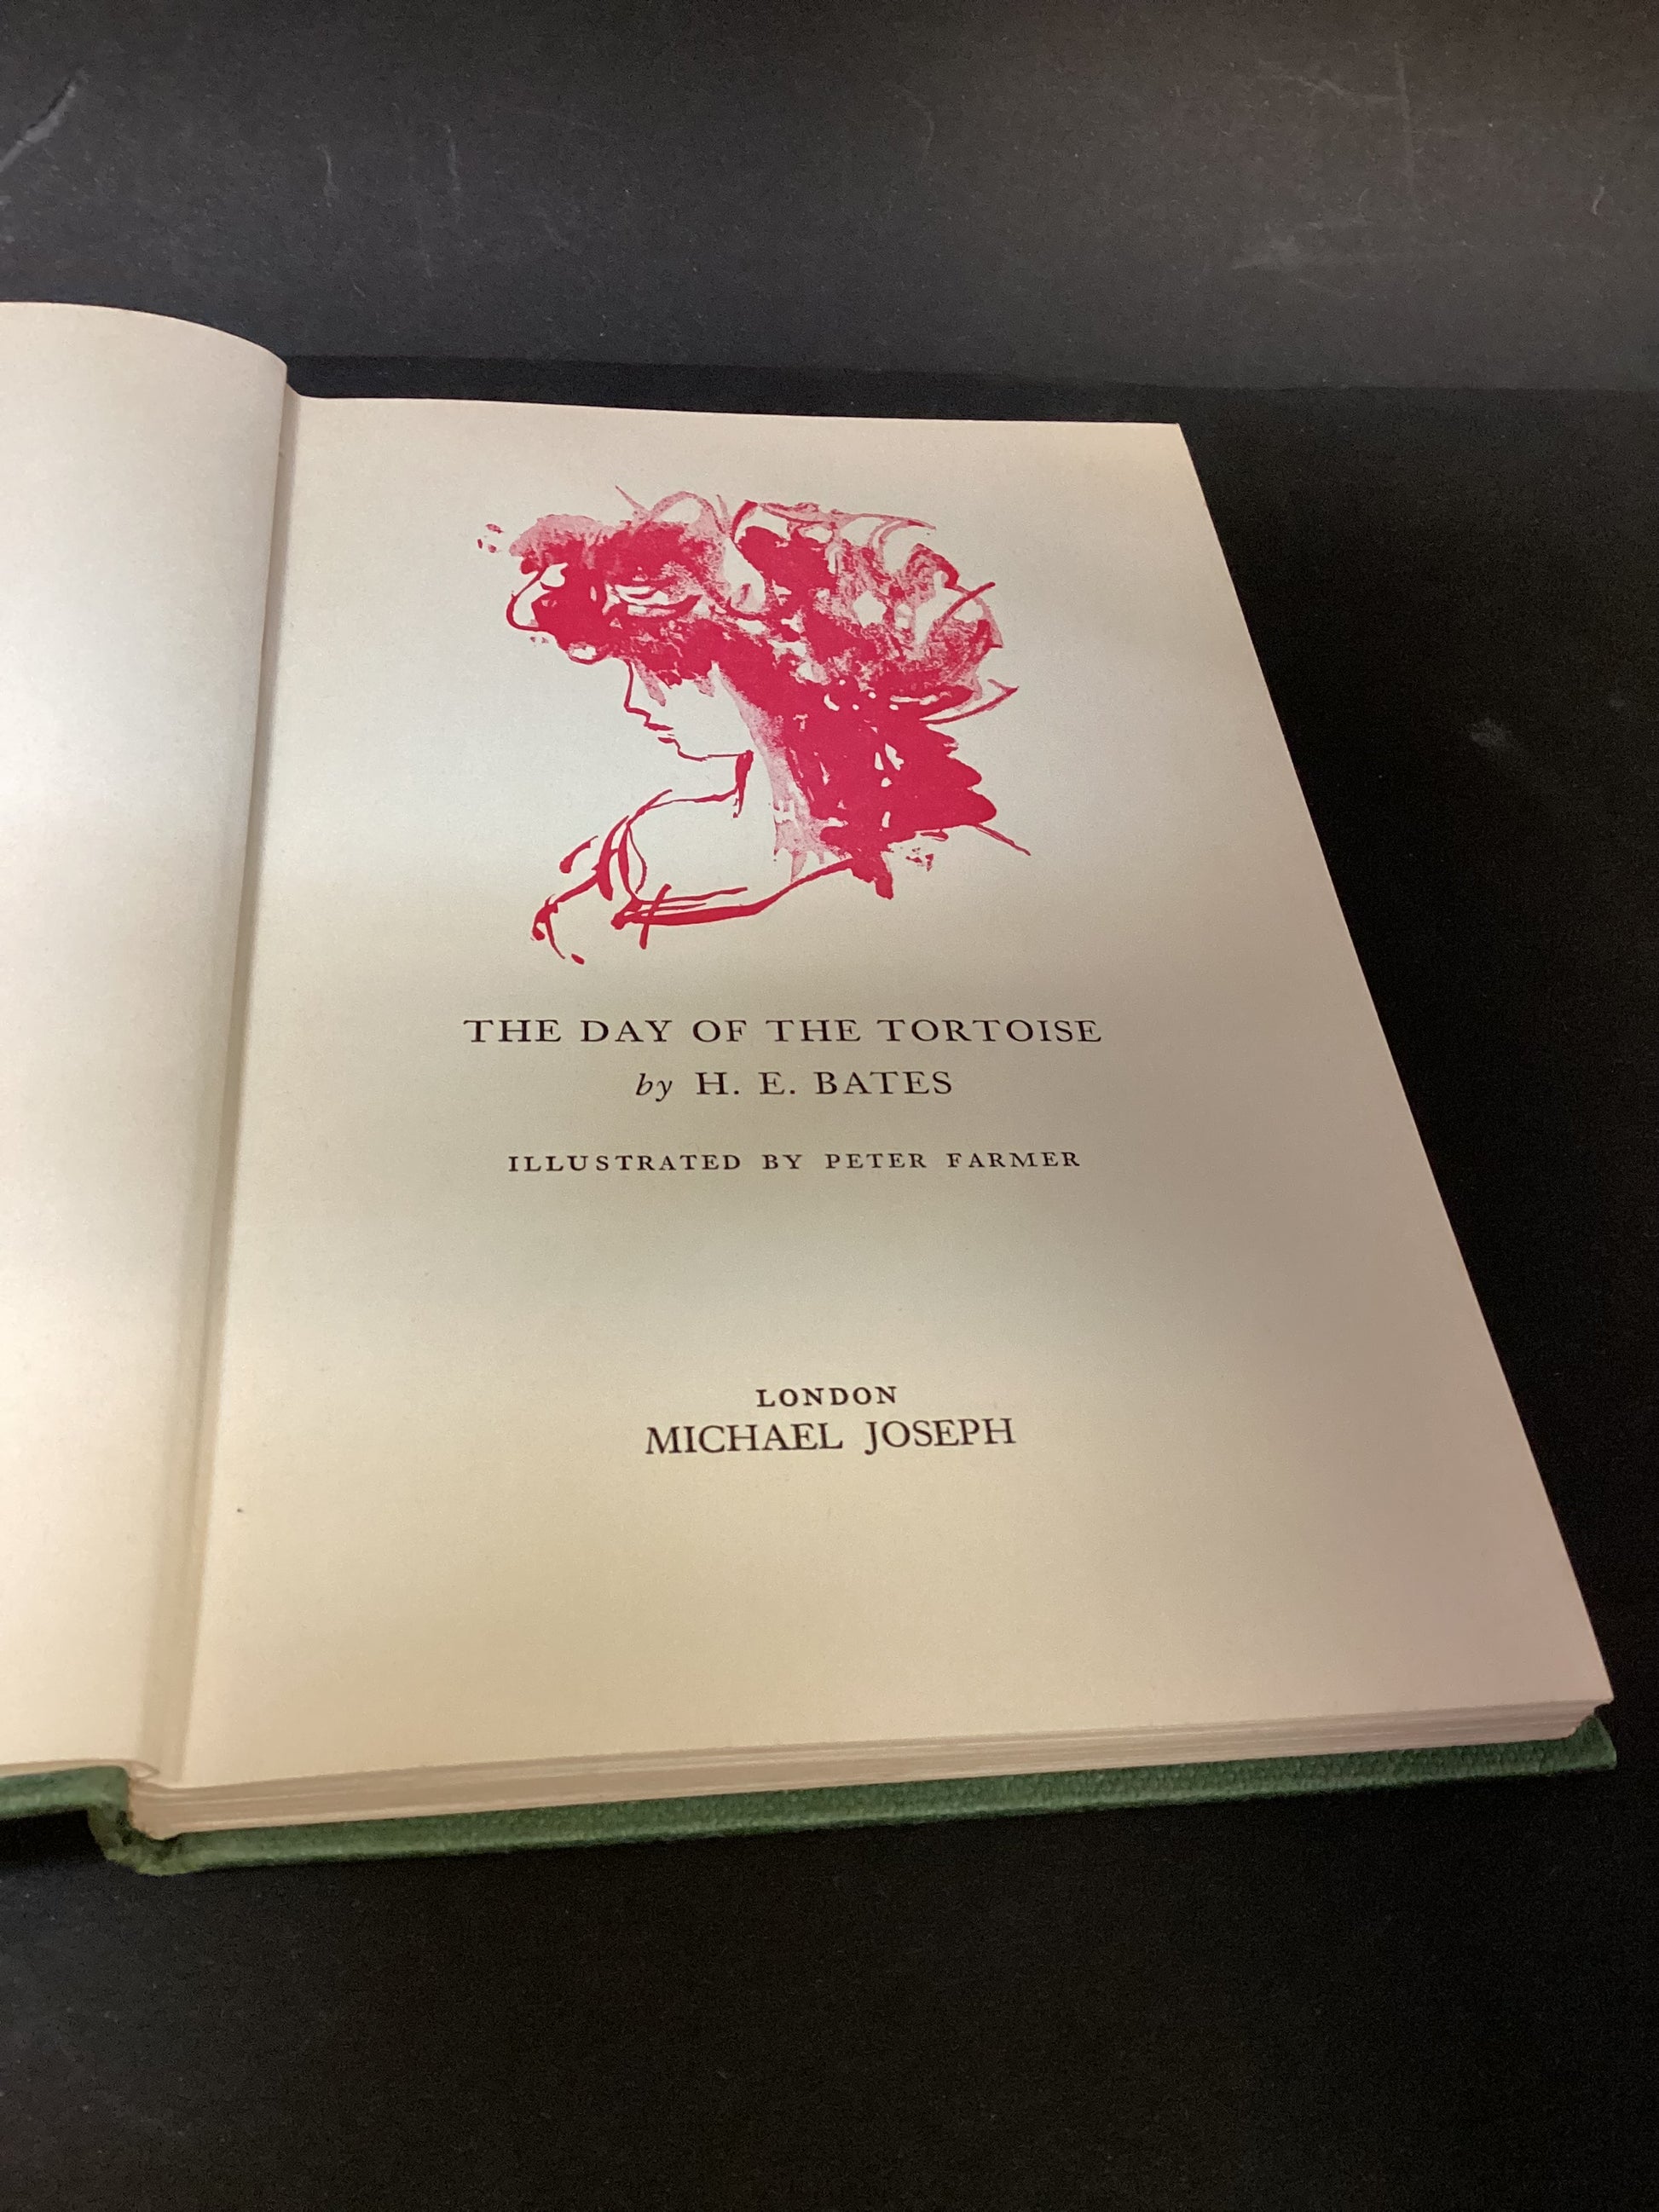 THE DAY OF THE TORTOISE
by H. E. BATES
ILLUSTRATED BY PETER FARMER
LONDON
MICHAEL JOSEPH